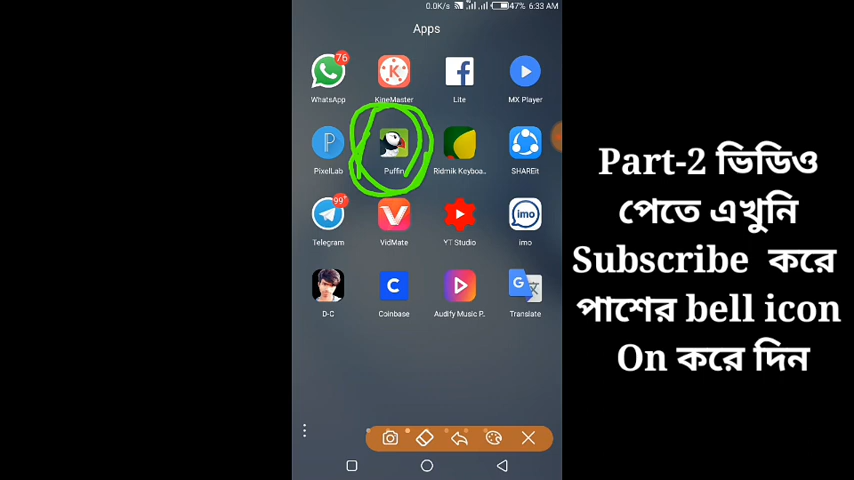 0.0K/s 47% 6:33 AM
Apps
76
WhatsApp KineMaster Lite MX Player
PixelLab Puffin Ridmik Keyboa.. SHAREit
99+
Telegram VidMate YT Studio imo
D-C Coinbase Audify Music P.. Translate
Part-2 ভিডিও
পেতে এখুনি
Subscribe করে
পাশের bell icon
On করে দিন